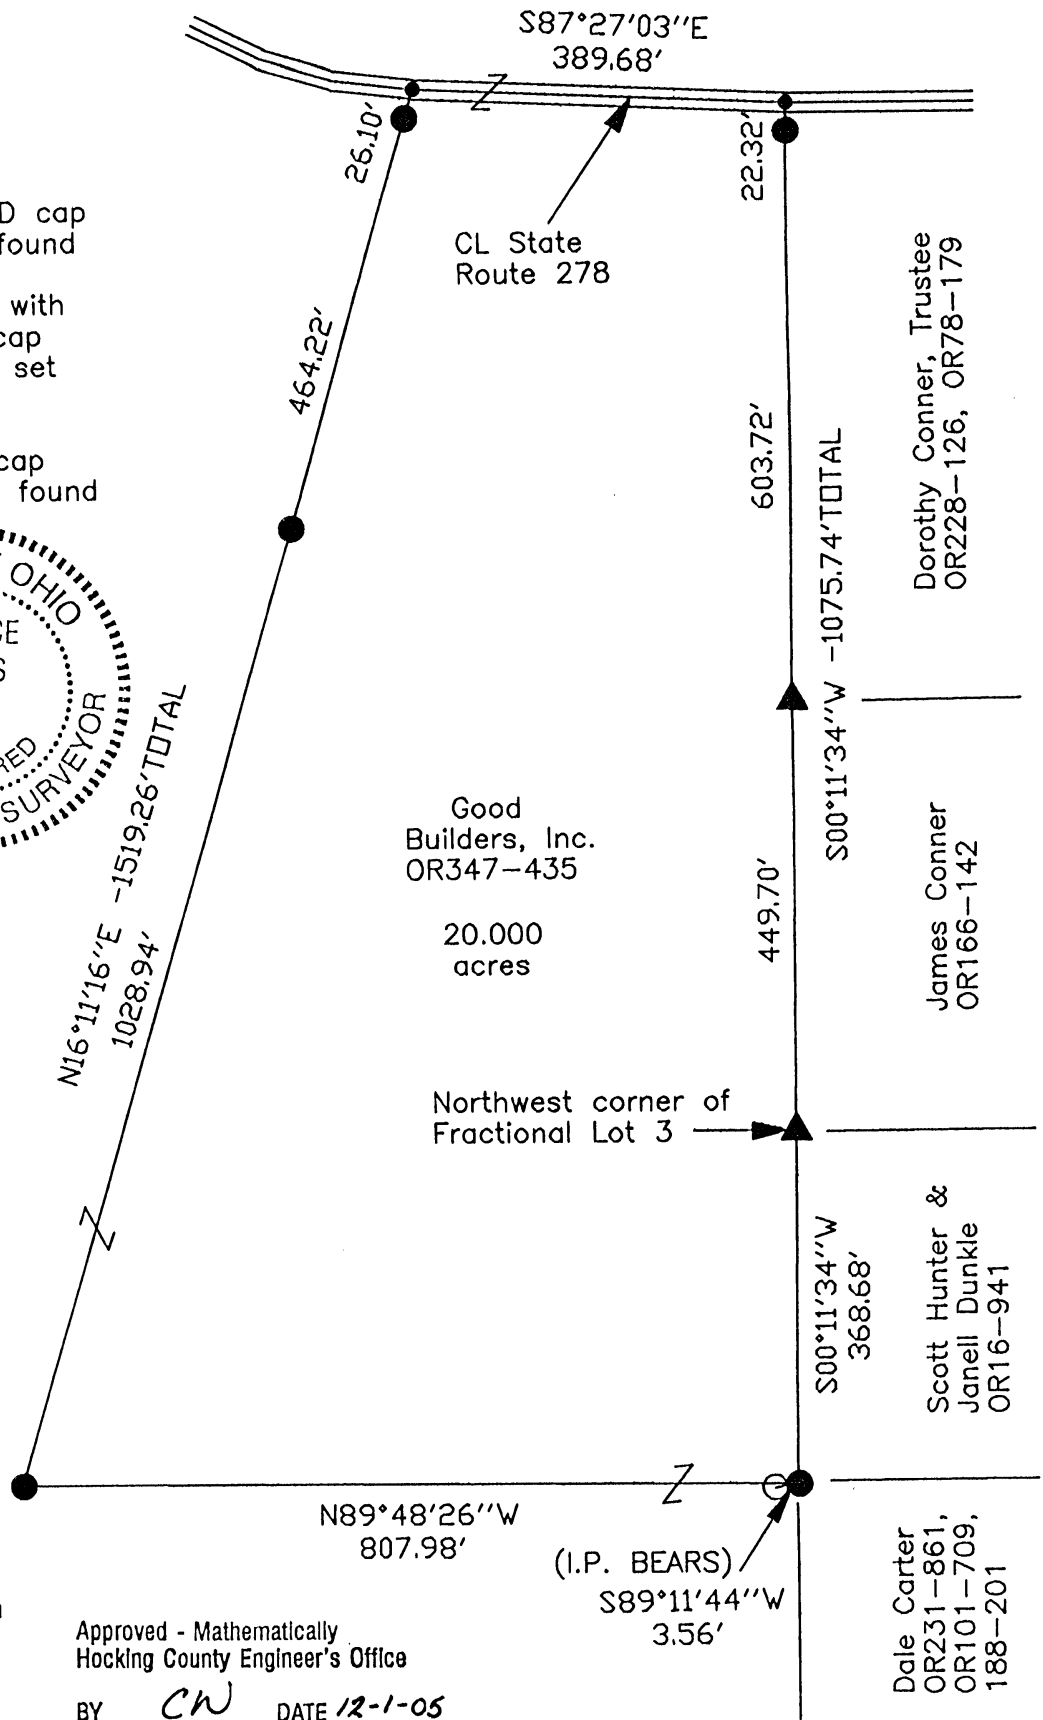 S87°27'03"E
389.68'
26.10'
22.32'
D cap
found
CL State
Route 278
with
cap
set
464.22'
cap
found
603.72'
S00°11'34"W -1075.74'TOTAL
Dorothy Conner, Trustee
OR228-126, OR78-179
OHIO
SURVEYOR
N16°11'16"E -1519.26'TOTAL
1028.94'
Good
Builders, Inc.
OR347-435
20.000
acres
449.70'
James Conner
OR166-142
Northwest corner of
Fractional Lot 3
S00°11'34"W
368.68'
Scott Hunter &
Janell Dunkle
OR16-941
N89°48'26"W
807.98'
(I.P. BEARS)
S89°11'44"W
3.56'
Dale Carter
OR231-861,
OR101-709,
188-201
Approved - Mathematically
Hocking County Engineer's Office
BY CW DATE 12-1-05